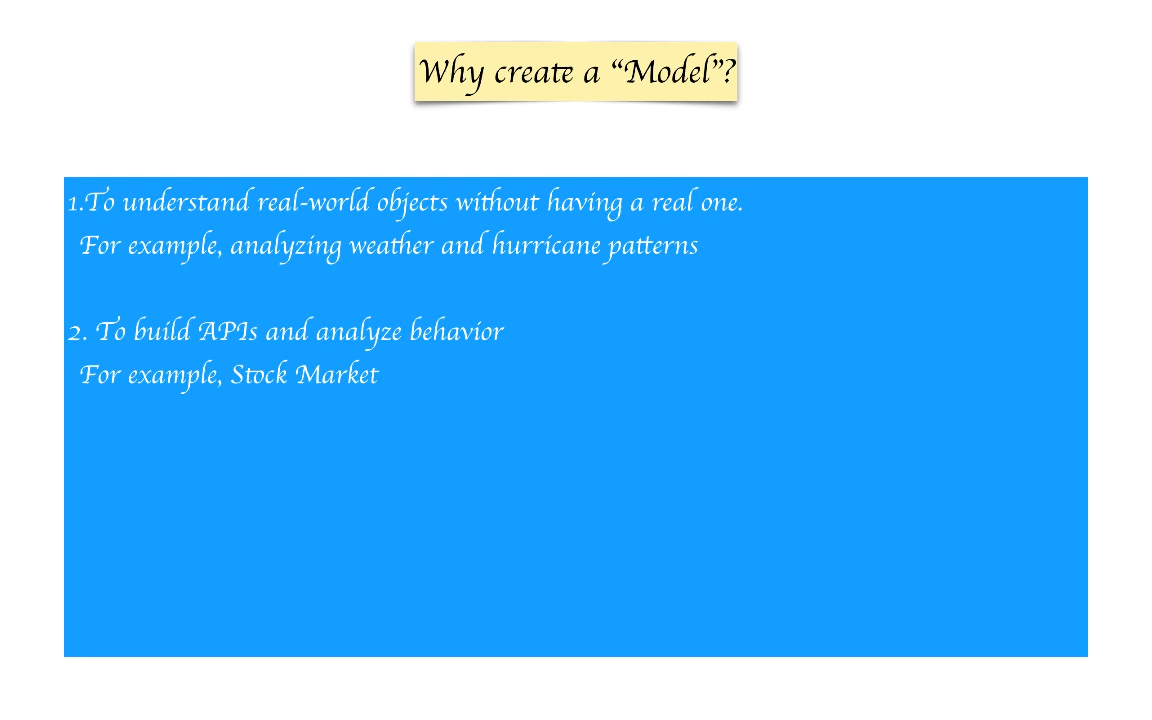 Why create a “Model”?
1.To understand real-world objects without having a real one.
For example, analyzing weather and hurricane patterns
2. To build APIs and analyze behavior
For example, Stock Market